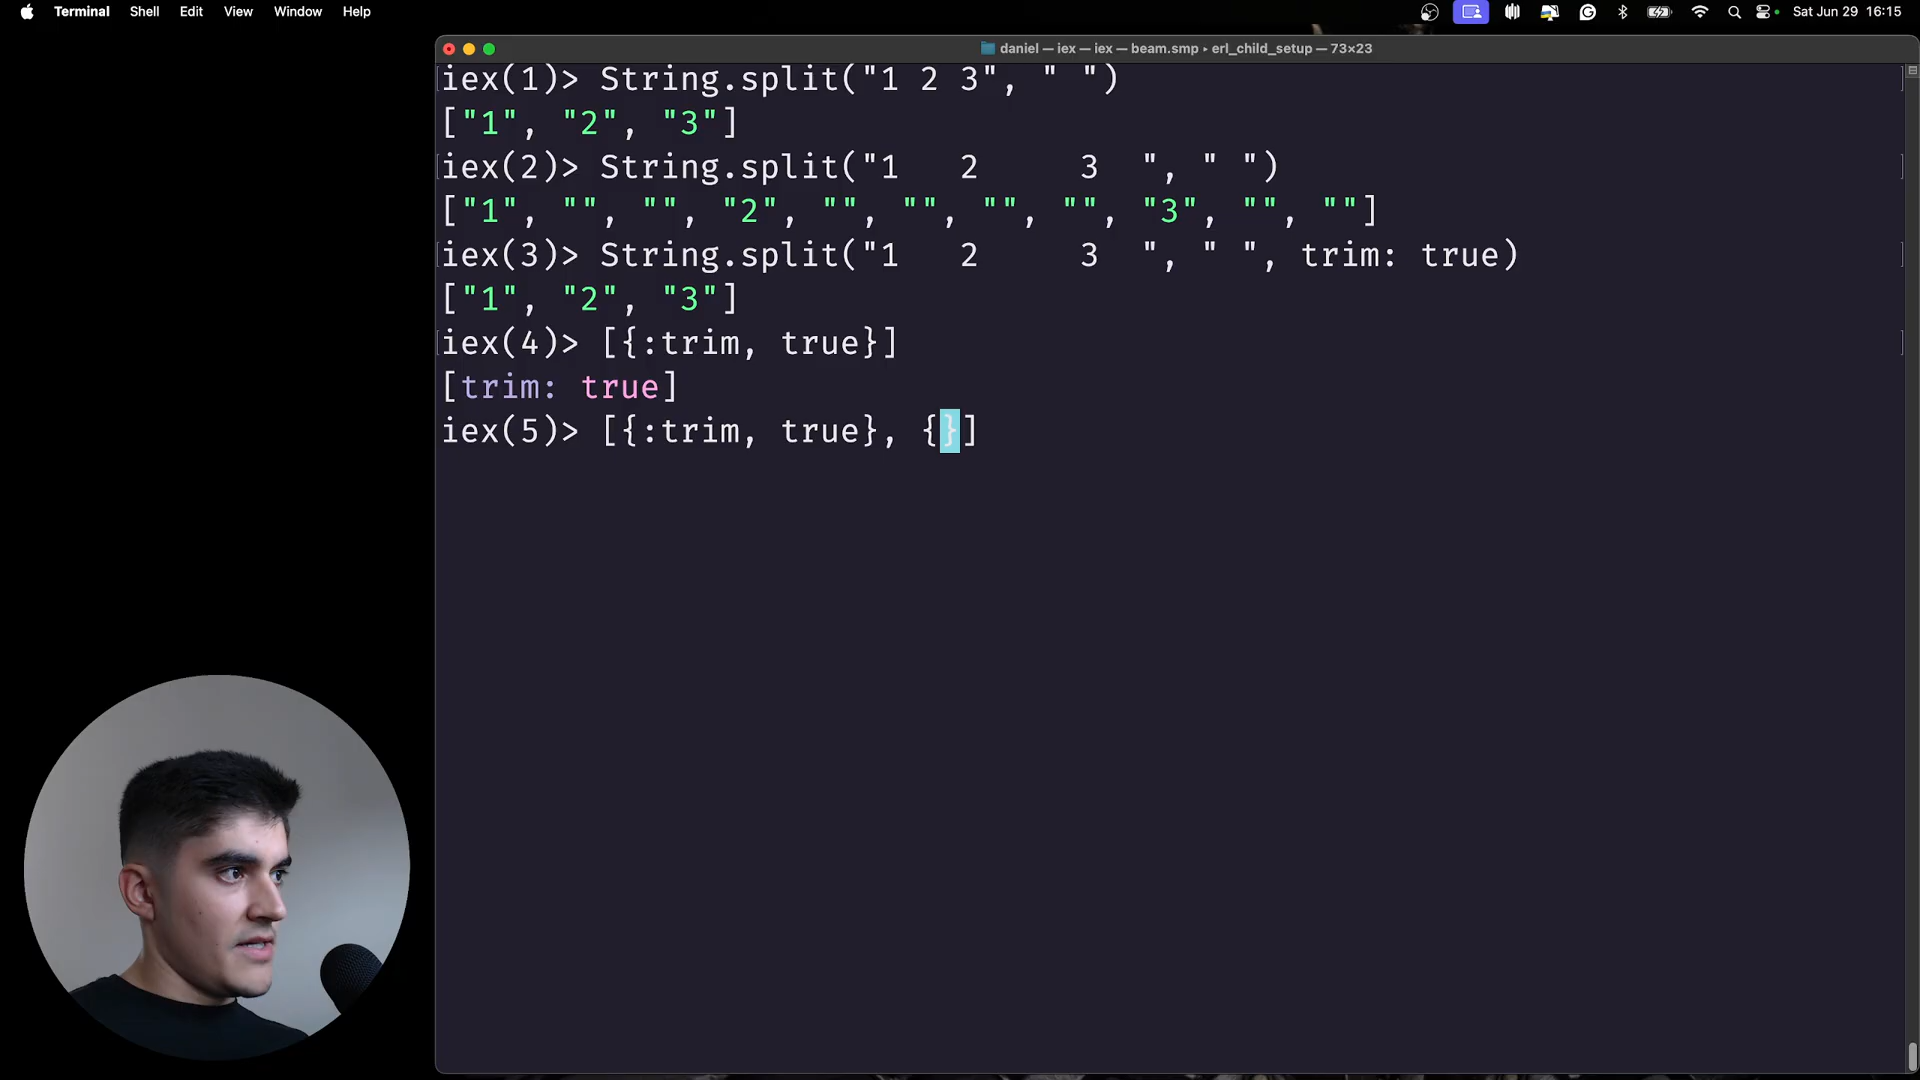 Terminal Shell Edit View Window Help Sat Jun 29 16:15
daniel — iex — iex — beam.smp ▸ erl_child_setup — 73×23
iex(1)> String.split("1 2 3", " ")
["1", "2", "3"]
iex(2)> String.split("1   2     3  ", " ")
["1", "", "", "2", "", "", "", "", "3", "", ""]
iex(3)> String.split("1   2     3  ", " ", trim: true)
["1", "2", "3"]
iex(4)> [{:trim, true}]
[trim: true]
iex(5)> [{:trim, true}, {}]